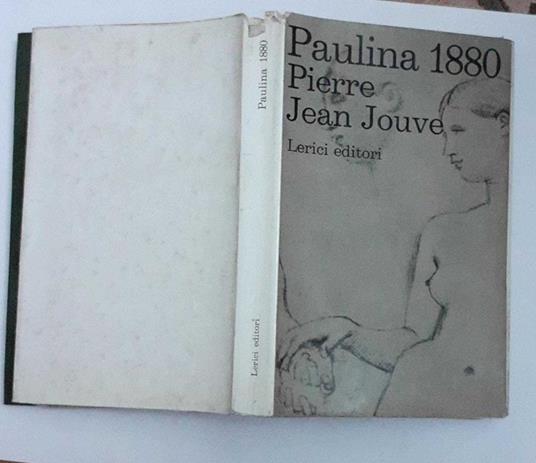 Paulina 1880
Pierre
Jean Jouve
Lerici editori
Paulina 1880
Lerici editori